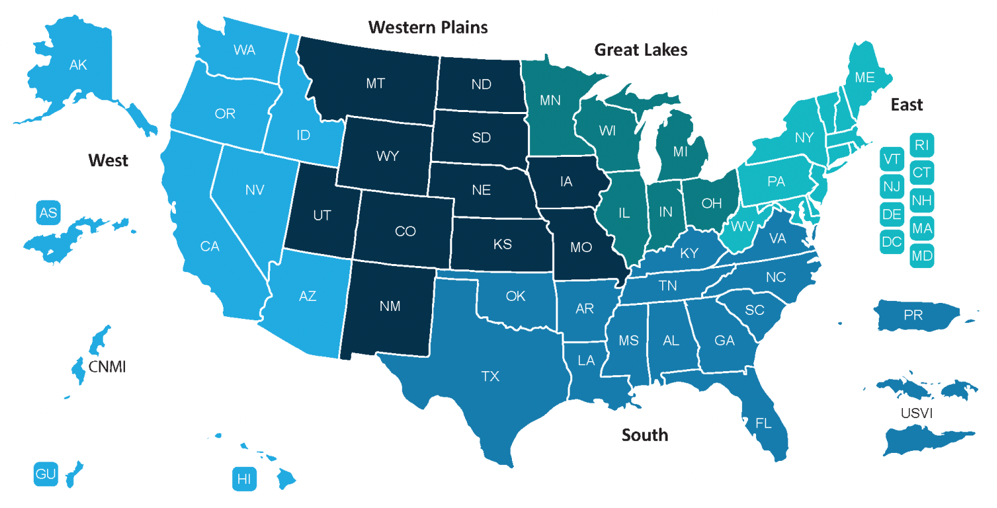 Western Plains
Great Lakes
East
West
South
AK
WA
OR
ID
NV
CA
AZ
AS
CNMI
GU
HI
MT
ND
SD
WY
NE
IA
UT
CO
KS
MO
NM
MN
WI
MI
IL
IN
OH
ME
NY
PA
WV
VT
RI
NJ
CT
DE
NH
DC
MA
MD
KY
VA
TN
NC
OK
AR
SC
MS
AL
GA
LA
TX
FL
PR
USVI